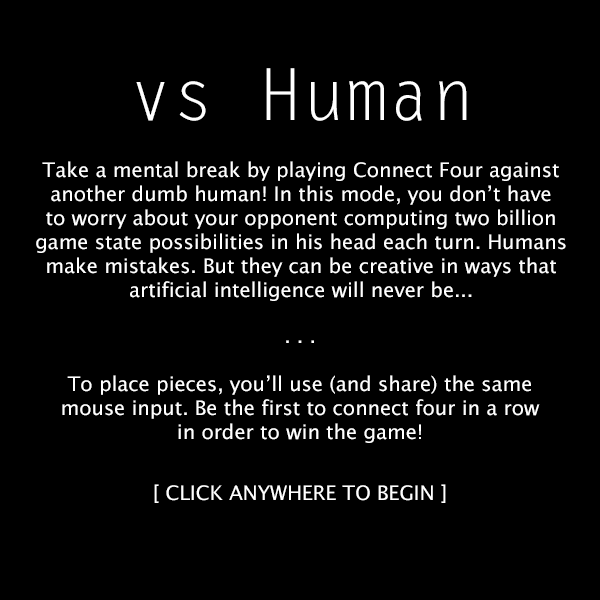 vs Human
Take a mental break by playing Connect Four against
another dumb human! In this mode, you don’t have
to worry about your opponent computing two billion
game state possibilities in his head each turn. Humans
make mistakes. But they can be creative in ways that
artificial intelligence will never be...
. . .
To place pieces, you’ll use (and share) the same
mouse input. Be the first to connect four in a row
in order to win the game!
[ CLICK ANYWHERE TO BEGIN ]